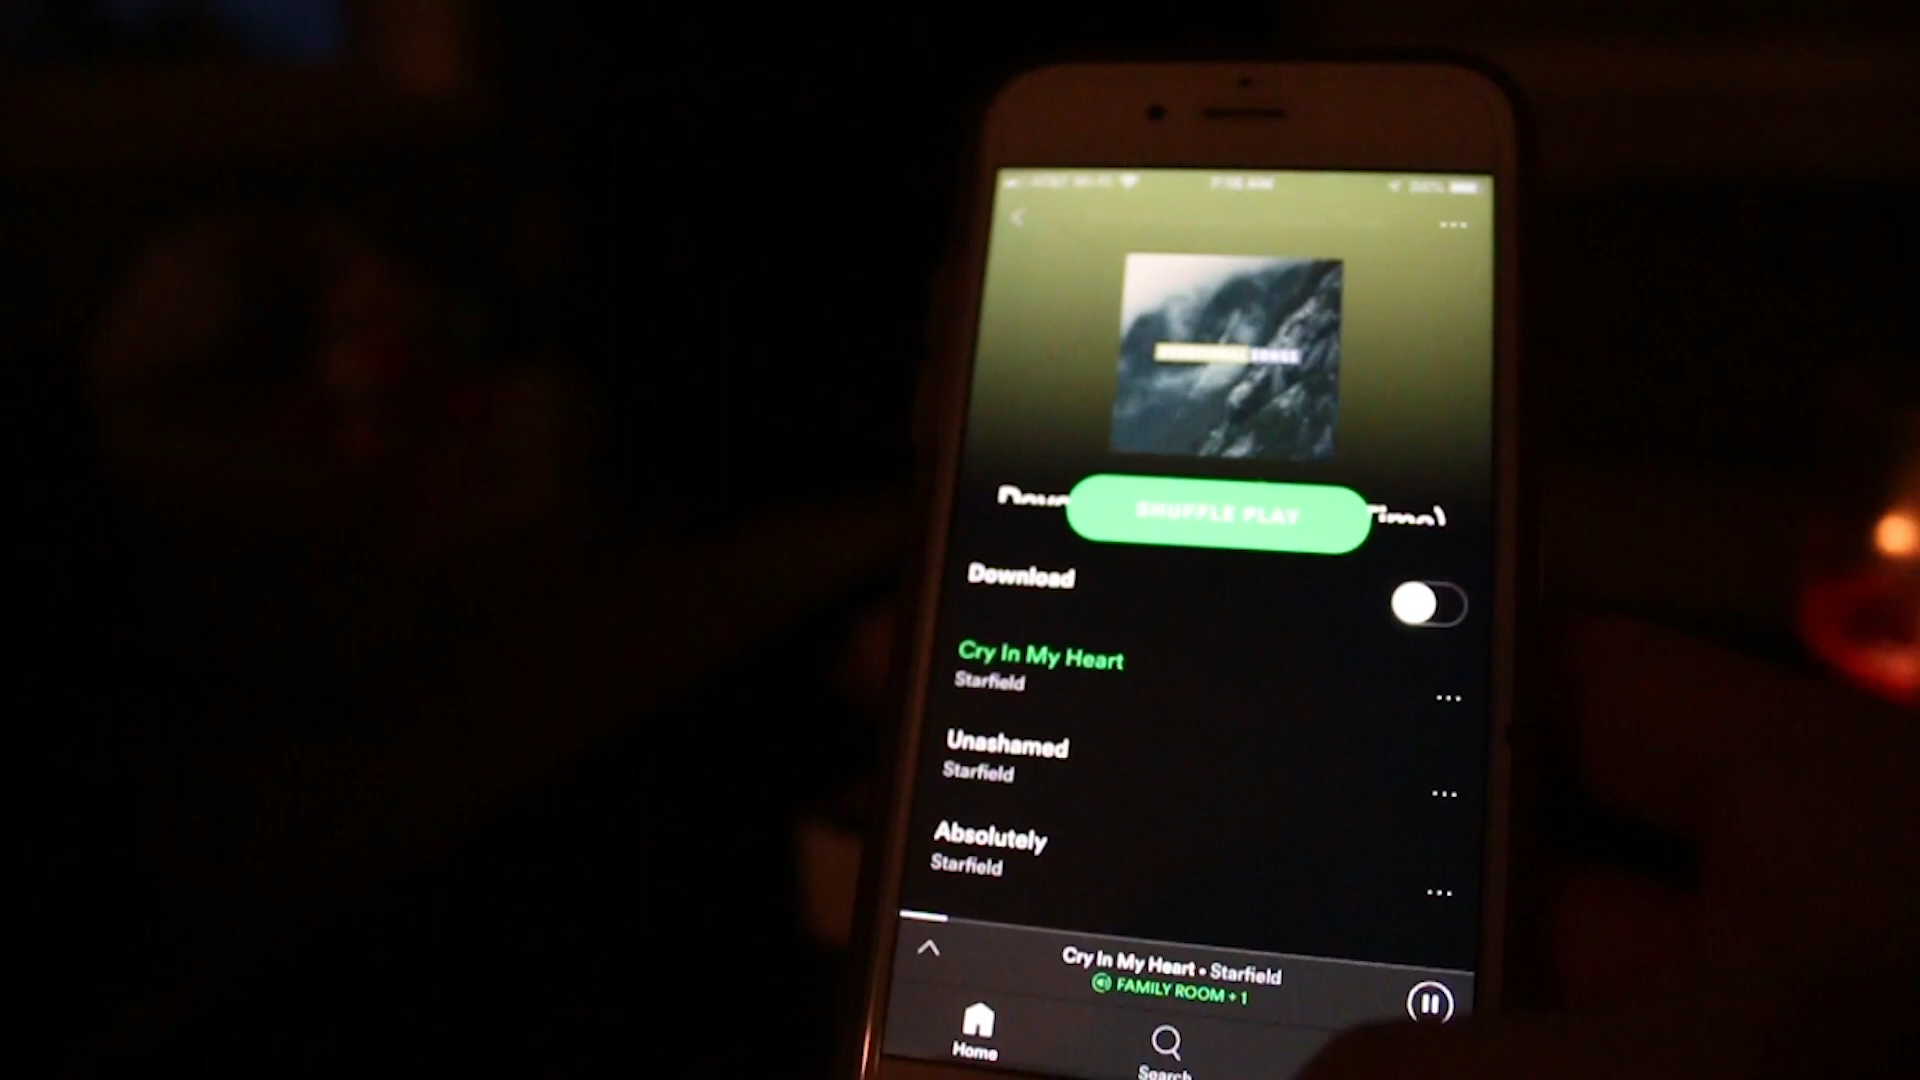 SHUFFLE PLAY
Download
Cry In My Heart
Starfield
Unashamed
Starfield
Absolutely
Starfield
Cry In My Heart • Starfield
FAMILY ROOM + 1
Home
Search